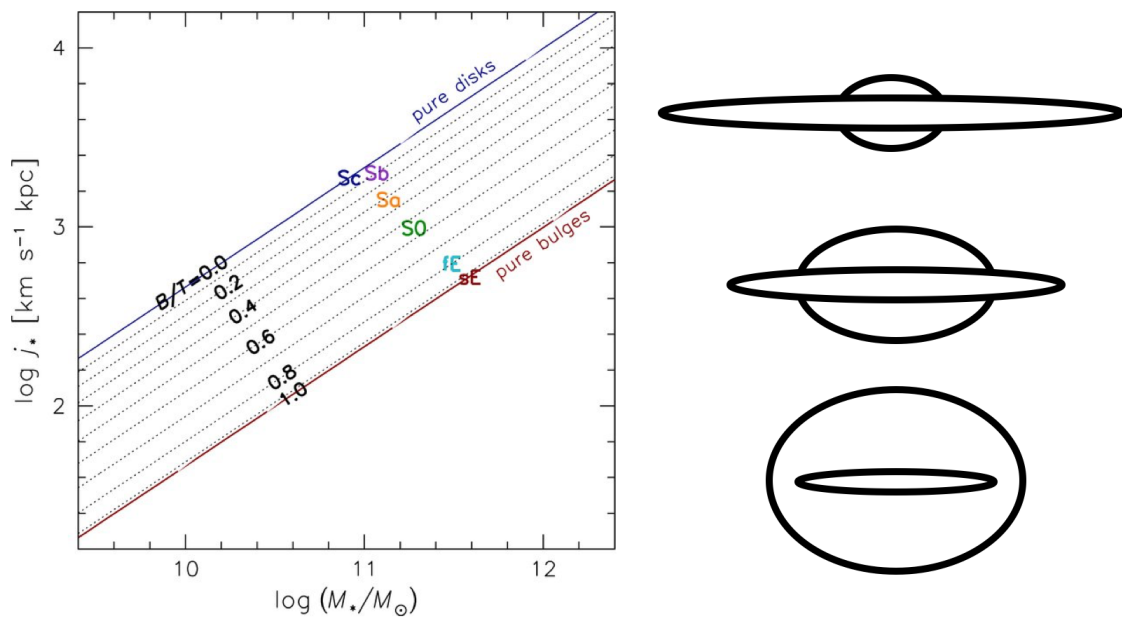 4
3
2
10
11
12
log j* [km s⁻¹ kpc]
log (M*/M⊙)
pure disks
pure bulges
Sc
Sb
Sa
S0
fE
sE
B/T=0.0
0.2
0.4
0.6
0.8
1.0